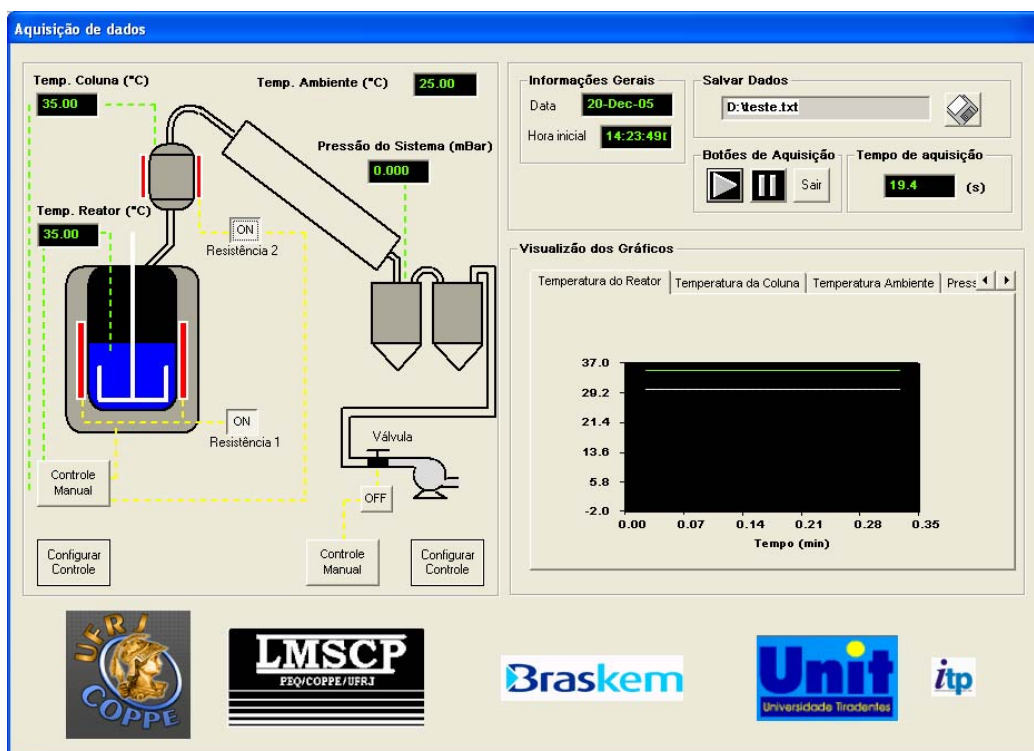 Aquisição de dados
Temp. Coluna (°C)
35.00
Temp. Ambiente (°C)
25.00
Pressão do Sistema (mBar)
0.000
Temp. Reator (°C)
35.00
ON
Resistência 2
ON
Resistência 1
Válvula
OFF
Controle
Manual
Configurar
Controle
Controle
Manual
Configurar
Controle
Informações Gerais
Data
20-Dec-05
Hora inicial
14:23:49
Salvar Dados
D:\teste.txt
Botões de Aquisição
Sair
Tempo de aquisição
19.4
(s)
Visualizão dos Gráficos
Temperatura do Reator
Temperatura da Coluna
Temperatura Ambiente
Press
37.0
29.2
21.4
13.6
5.8
-2.0
0.00 0.07 0.14 0.21 0.28 0.35
Tempo (min)
UFRJ
COPPE
LMSCP
PEQ/COPPE/UFRJ
Braskem
Unit
Universidade Tiradentes
itp